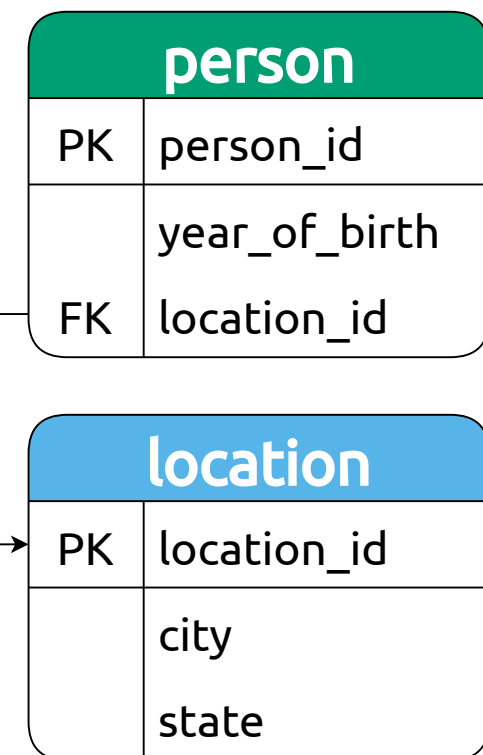 person
PK person_id
year_of_birth
FK location_id
location
PK location_id
city
state